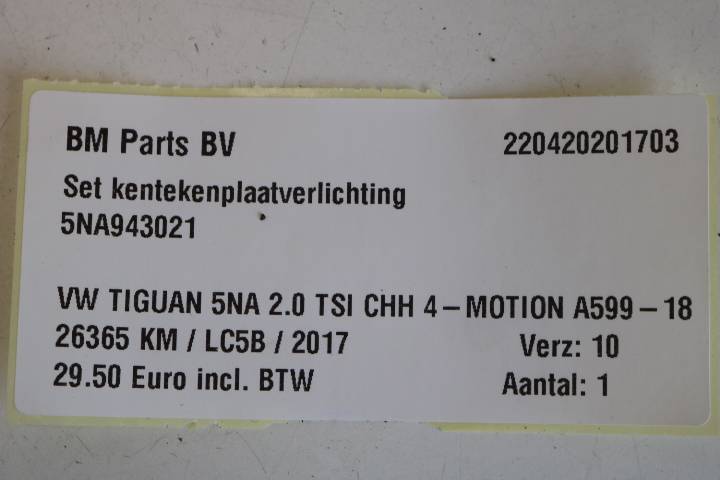 BM Parts BV 220420201703
Set kentekenplaatverlichting
5NA943021
VW TIGUAN 5NA 2.0 TSI CHH 4-MOTION A599-18
26365 KM / LC5B / 2017 Verz: 10
29.50 Euro incl. BTW Aantal: 1